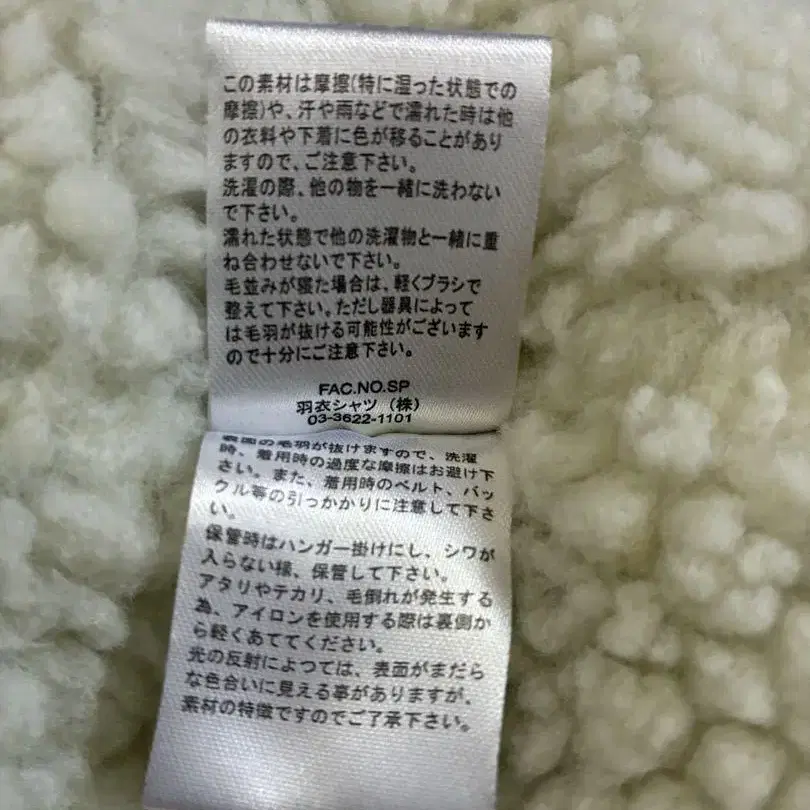 この素材は摩擦(特に湿った状態での
摩擦)や、汗や雨などで濡れた時は他
の衣料や下着に色が移ることがあり
ますので、ご注意下さい。
洗濯の際、他の物を一緒に洗わない
で下さい。
濡れた状態で他の洗濯物と一緒に重
ね合わせないで下さい。
毛並みが寝た場合は、軽くブラシで
整えて下さい。ただし器具によって
は毛羽が抜ける可能性がございます
ので十分にご注意下さい。
FAC.NO.SP
羽衣シャツ(株)
03-3622-1101
表面の毛羽が抜けますので、洗濯
時、着用時の過度な摩擦はお避け下
さい。また、着用時のベルト、バッ
クル等の引っかかりに注意して下さ
い。
保管時はハンガー掛けにし、シワが
入らない様、保管して下さい。
アタリやテカリ、毛倒れが発生する
為、アイロンを使用する際は裏側か
ら軽くあててください。
光の反射によつては、表面がまだら
な色合いに見える事がありますが、
素材の特徴ですのでご了承下さい。